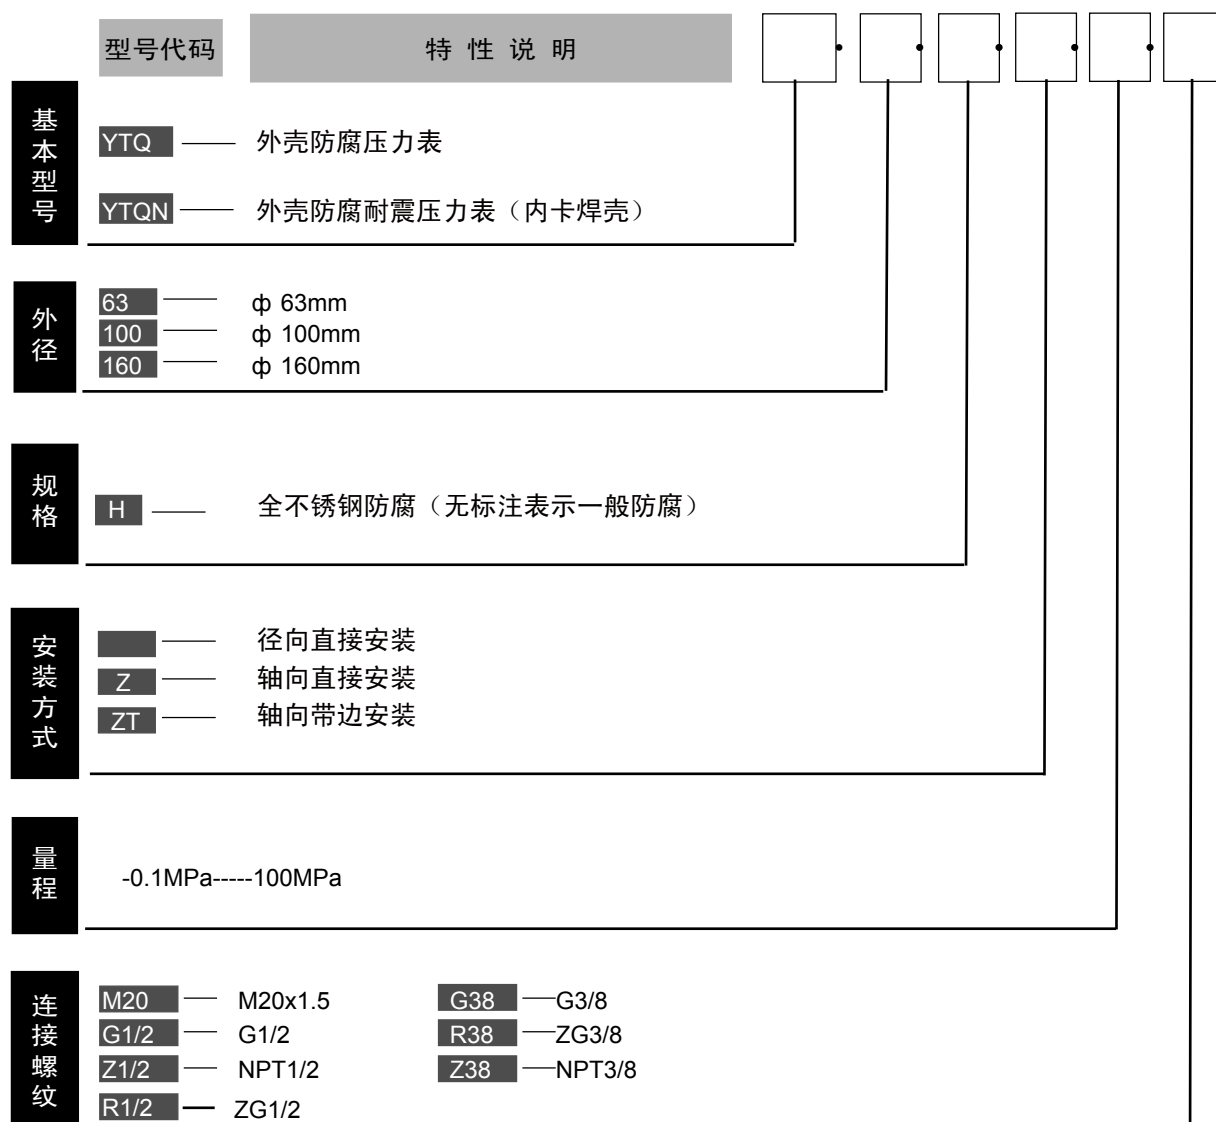 型号代码 特性说明
基本型号
YTQ 外壳防腐压力表
YTQN 外壳防腐耐震压力表（内卡焊壳）
外径
63 ф 63mm
100 ф 100mm
160 ф 160mm
规格
H 全不锈钢防腐（无标注表示一般防腐）
安装方式
径向直接安装
Z 轴向直接安装
ZT 轴向带边安装
量程
-0.1MPa-----100MPa
连接螺纹
M20 M20x1.5 G38 G3/8
G1/2 G1/2 R38 ZG3/8
Z1/2 NPT1/2 Z38 NPT3/8
R1/2 ZG1/2